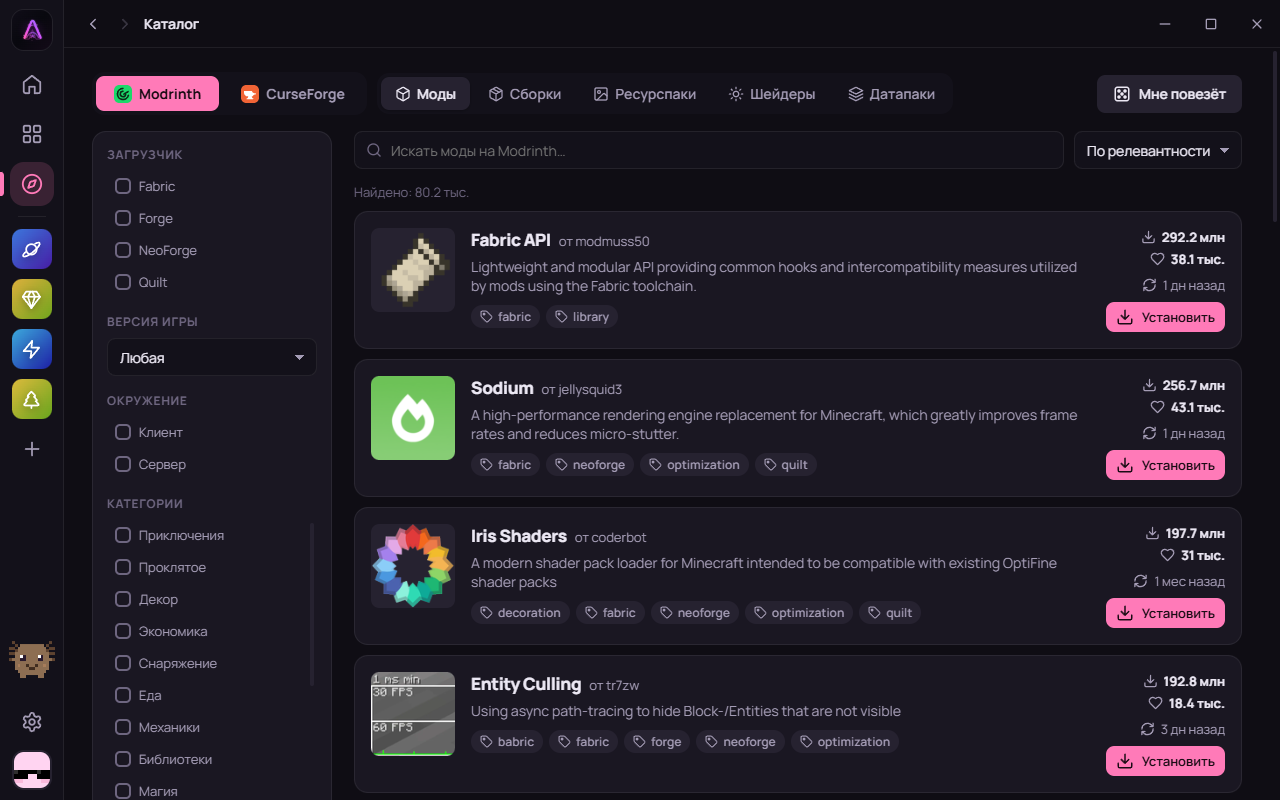 Каталог
Modrinth
CurseForge
Моды
Сборки
Ресурспаки
Шейдеры
Датапаки
Мне повезёт
ЗАГРУЗЧИК
Fabric
Forge
NeoForge
Quilt
ВЕРСИЯ ИГРЫ
Любая
ОКРУЖЕНИЕ
Клиент
Сервер
КАТЕГОРИИ
Приключения
Проклятое
Декор
Экономика
Снаряжение
Еда
Механики
Библиотеки
Магия
Искать моды на Modrinth...
По релевантности
Найдено: 80.2 тыс.
Fabric API от modmuss50
Lightweight and modular API providing common hooks and intercompatibility measures utilized
by mods using the Fabric toolchain.
fabric
library
292.2 млн
38.1 тыс.
1 дн назад
Установить
Sodium от jellysquid3
A high-performance rendering engine replacement for Minecraft, which greatly improves frame
rates and reduces micro-stutter.
fabric
neoforge
optimization
quilt
256.7 млн
43.1 тыс.
1 дн назад
Установить
Iris Shaders от coderbot
A modern shader pack loader for Minecraft intended to be compatible with existing OptiFine
shader packs
decoration
fabric
neoforge
optimization
quilt
197.7 млн
31 тыс.
1 мес назад
Установить
1 ms min
30 FPS
60 FPS
Entity Culling от tr7zw
Using async path-tracing to hide Block-/Entities that are not visible
babric
fabric
forge
neoforge
optimization
192.8 млн
18.4 тыс.
3 дн назад
Установить